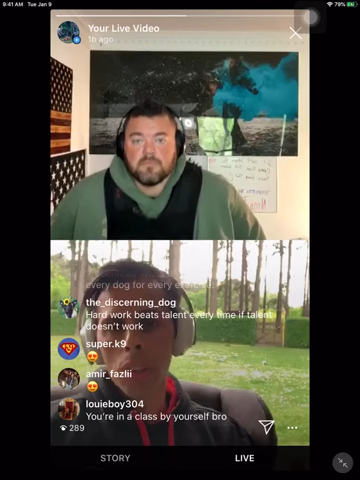 9:41 AM Tue Jan 9
79%
Your Live Video
1h ago
every dog for every exercise.
the_discerning_dog
Hard work beats talent every time if talent
doesn't work
super.k9
😍
amir_fazlii
😍
louieboy304
You're in a class by yourself bro
289
STORY
LIVE